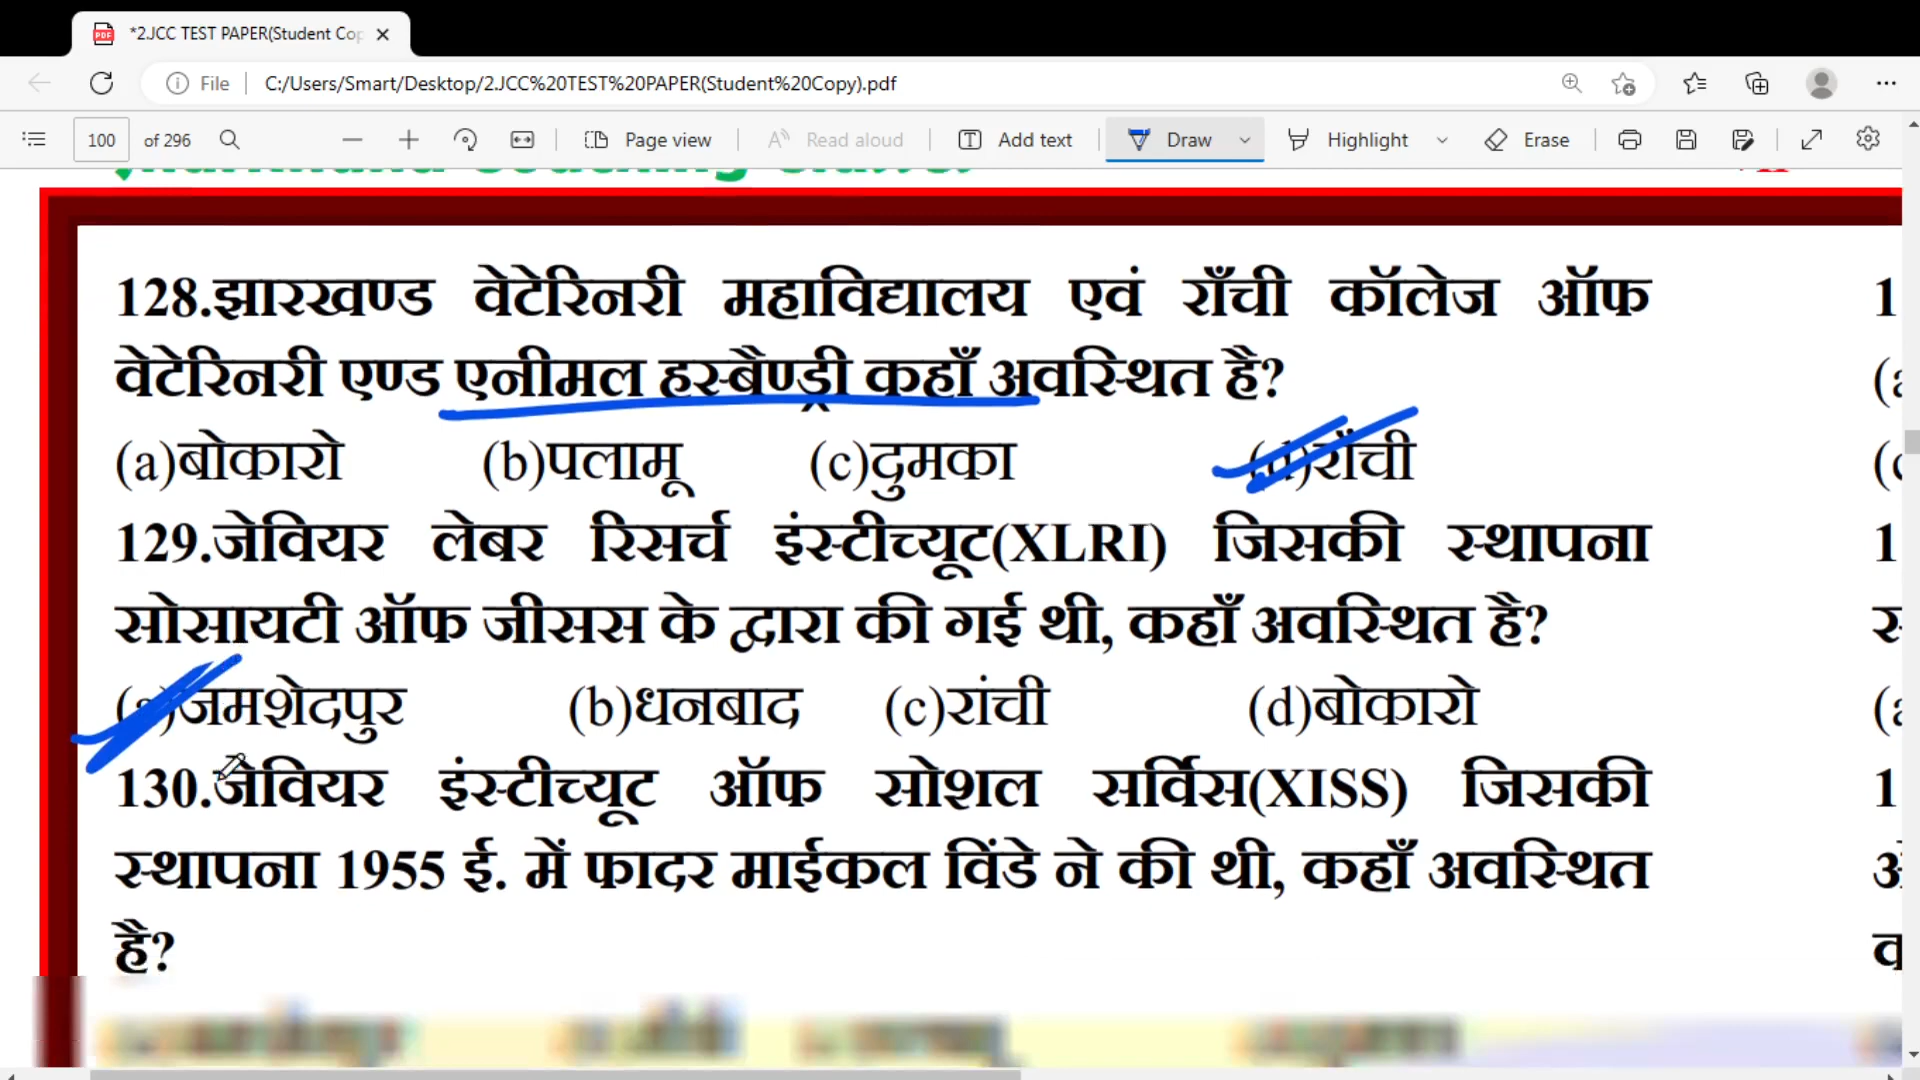 *2.JCC TEST PAPER(Student Cop
File C:/Users/Smart/Desktop/2.JCC%20TEST%20PAPER(Student%20Copy).pdf
100 of 296 Page view Read aloud Add text Draw Highlight Erase
128.झारखण्ड वेटेरिनरी महाविद्यालय एवं राँची कॉलेज ऑफ
वेटेरिनरी एण्ड एनीमल हस्बैण्ड्री कहाँ अवस्थित है?
(a)बोकारो (b)पलामू (c)दुमका (d)राँची
129.जेवियर लेबर रिसर्च इंस्टीच्यूट(XLRI) जिसकी स्थापना
सोसायटी ऑफ जीसस के द्वारा की गई थी, कहाँ अवस्थित है?
(a)जमशेदपुर (b)धनबाद (c)रांची (d)बोकारो
130.जेवियर इंस्टीच्यूट ऑफ सोशल सर्विस(XISS) जिसकी
स्थापना 1955 ई. में फादर माईकल विंडे ने की थी, कहाँ अवस्थित
है?